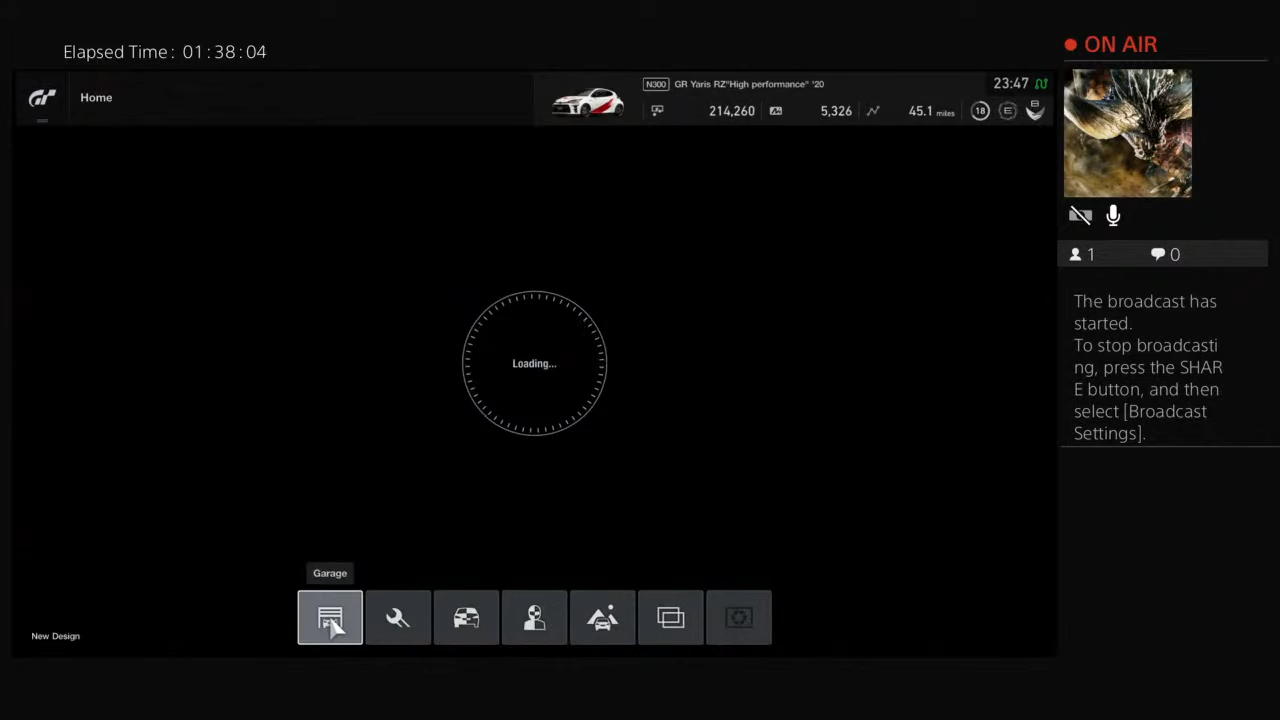 Elapsed Time: 01:38:04
ON AIR
GT
Home
N300 GR Yaris RZ"High performance" '20
23:47
214,260
5,326
45.1 miles
18
E
E
1
0
The broadcast has
started.
To stop broadcasti
ng, press the SHAR
E button, and then
select [Broadcast
Settings].
Loading...
Garage
New Design